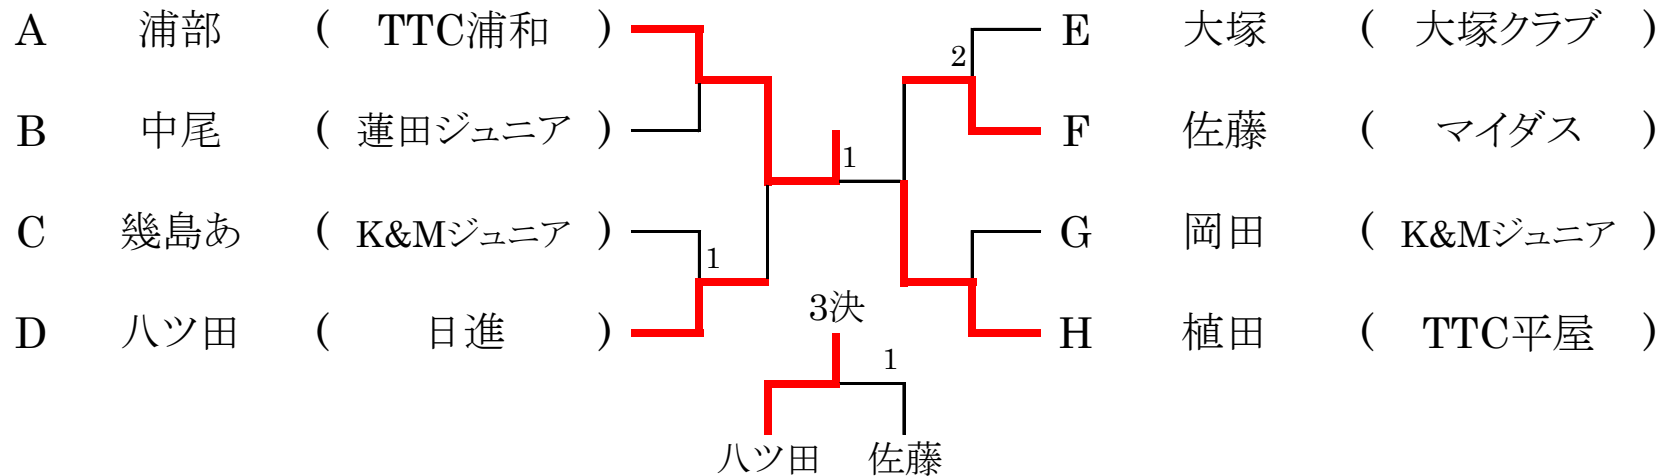 A 浦部 ( TTC浦和 ) E 大塚 ( 大塚クラブ )
2
B 中尾 ( 蓮田ジュニア ) F 佐藤 ( マイダス )
1
C 幾島あ ( K&Mジュニア ) G 岡田 ( K&Mジュニア )
1
3決
D 八ツ田 ( 日進 ) H 植田 ( TTC平屋 )
1
八ツ田 佐藤